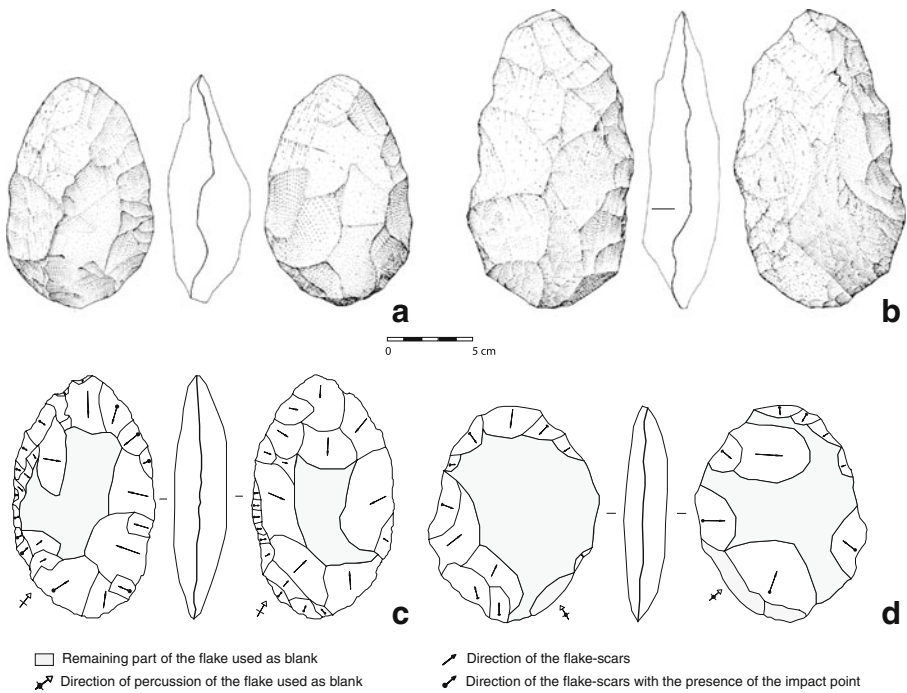 a
b
0 5 cm
c
d
Remaining part of the flake used as blank
Direction of the flake-scars
Direction of percussion of the flake used as blank
Direction of the flake-scars with the presence of the impact point